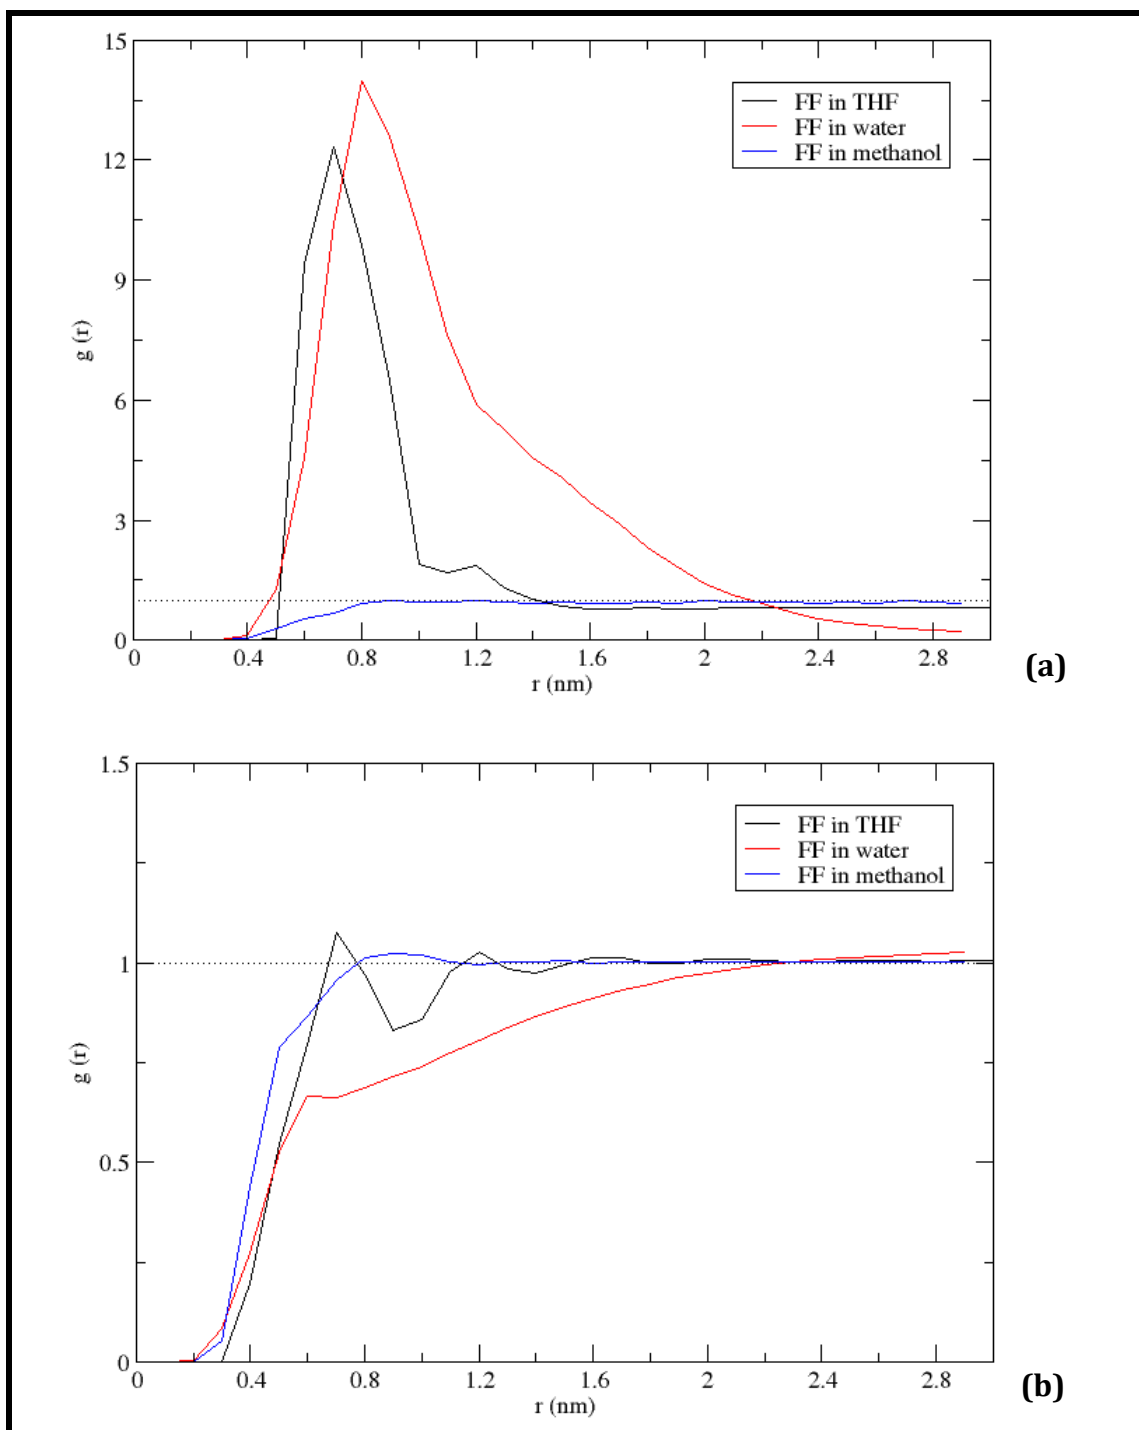 15
12
9
6
3
0
g (r)
FF in THF
FF in water
FF in methanol
0 0.4 0.8 1.2 1.6 2 2.4 2.8
r (nm)
(a)
1.5
1
0.5
0
g (r)
FF in THF
FF in water
FF in methanol
0 0.4 0.8 1.2 1.6 2 2.4 2.8
r (nm)
(b)